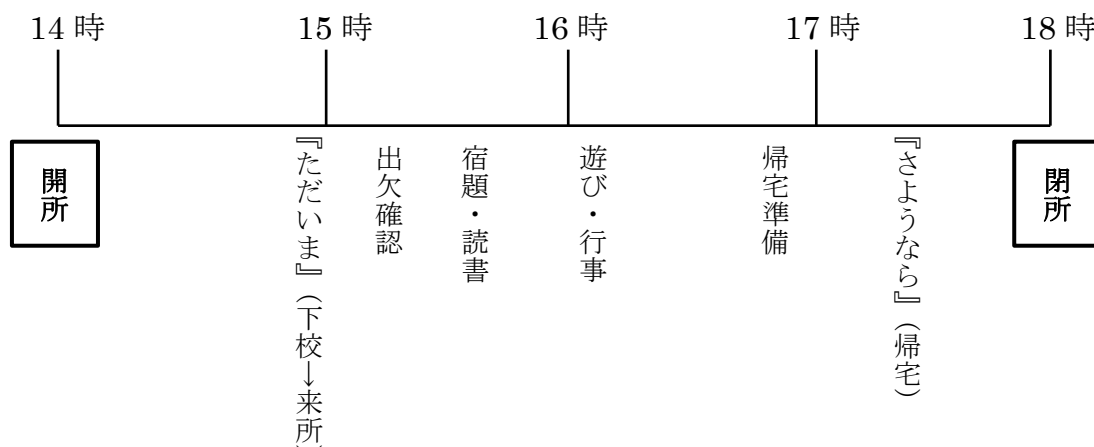 14時
15時
16時
17時
18時
開所
『ただいま』（下校→来所
出欠確認
宿題・読書
遊び・行事
帰宅準備
『さようなら』（帰宅）
閉所